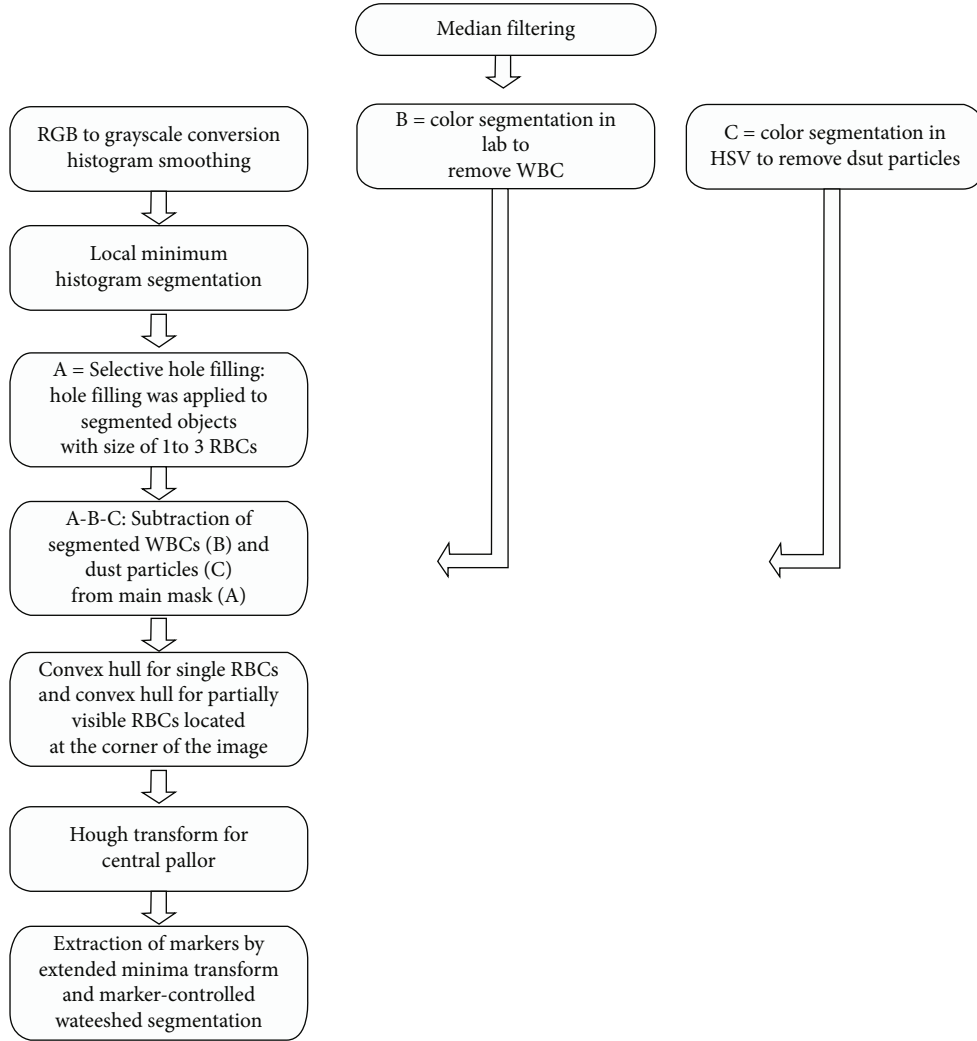 Median filtering
RGB to grayscale conversion
histogram smoothing
B = color segmentation in
lab to
remove WBC
C = color segmentation in
HSV to remove dsut particles
Local minimum
histogram segmentation
A = Selective hole filling:
hole filling was applied to
segmented objects
with size of 1to 3 RBCs
A-B-C: Subtraction of
segmented WBCs (B) and
dust particles (C)
from main mask (A)
Convex hull for single RBCs
and convex hull for partially
visible RBCs located
at the corner of the image
Hough transform for
central pallor
Extraction of markers by
extended minima transform
and marker-controlled
wateeshed segmentation